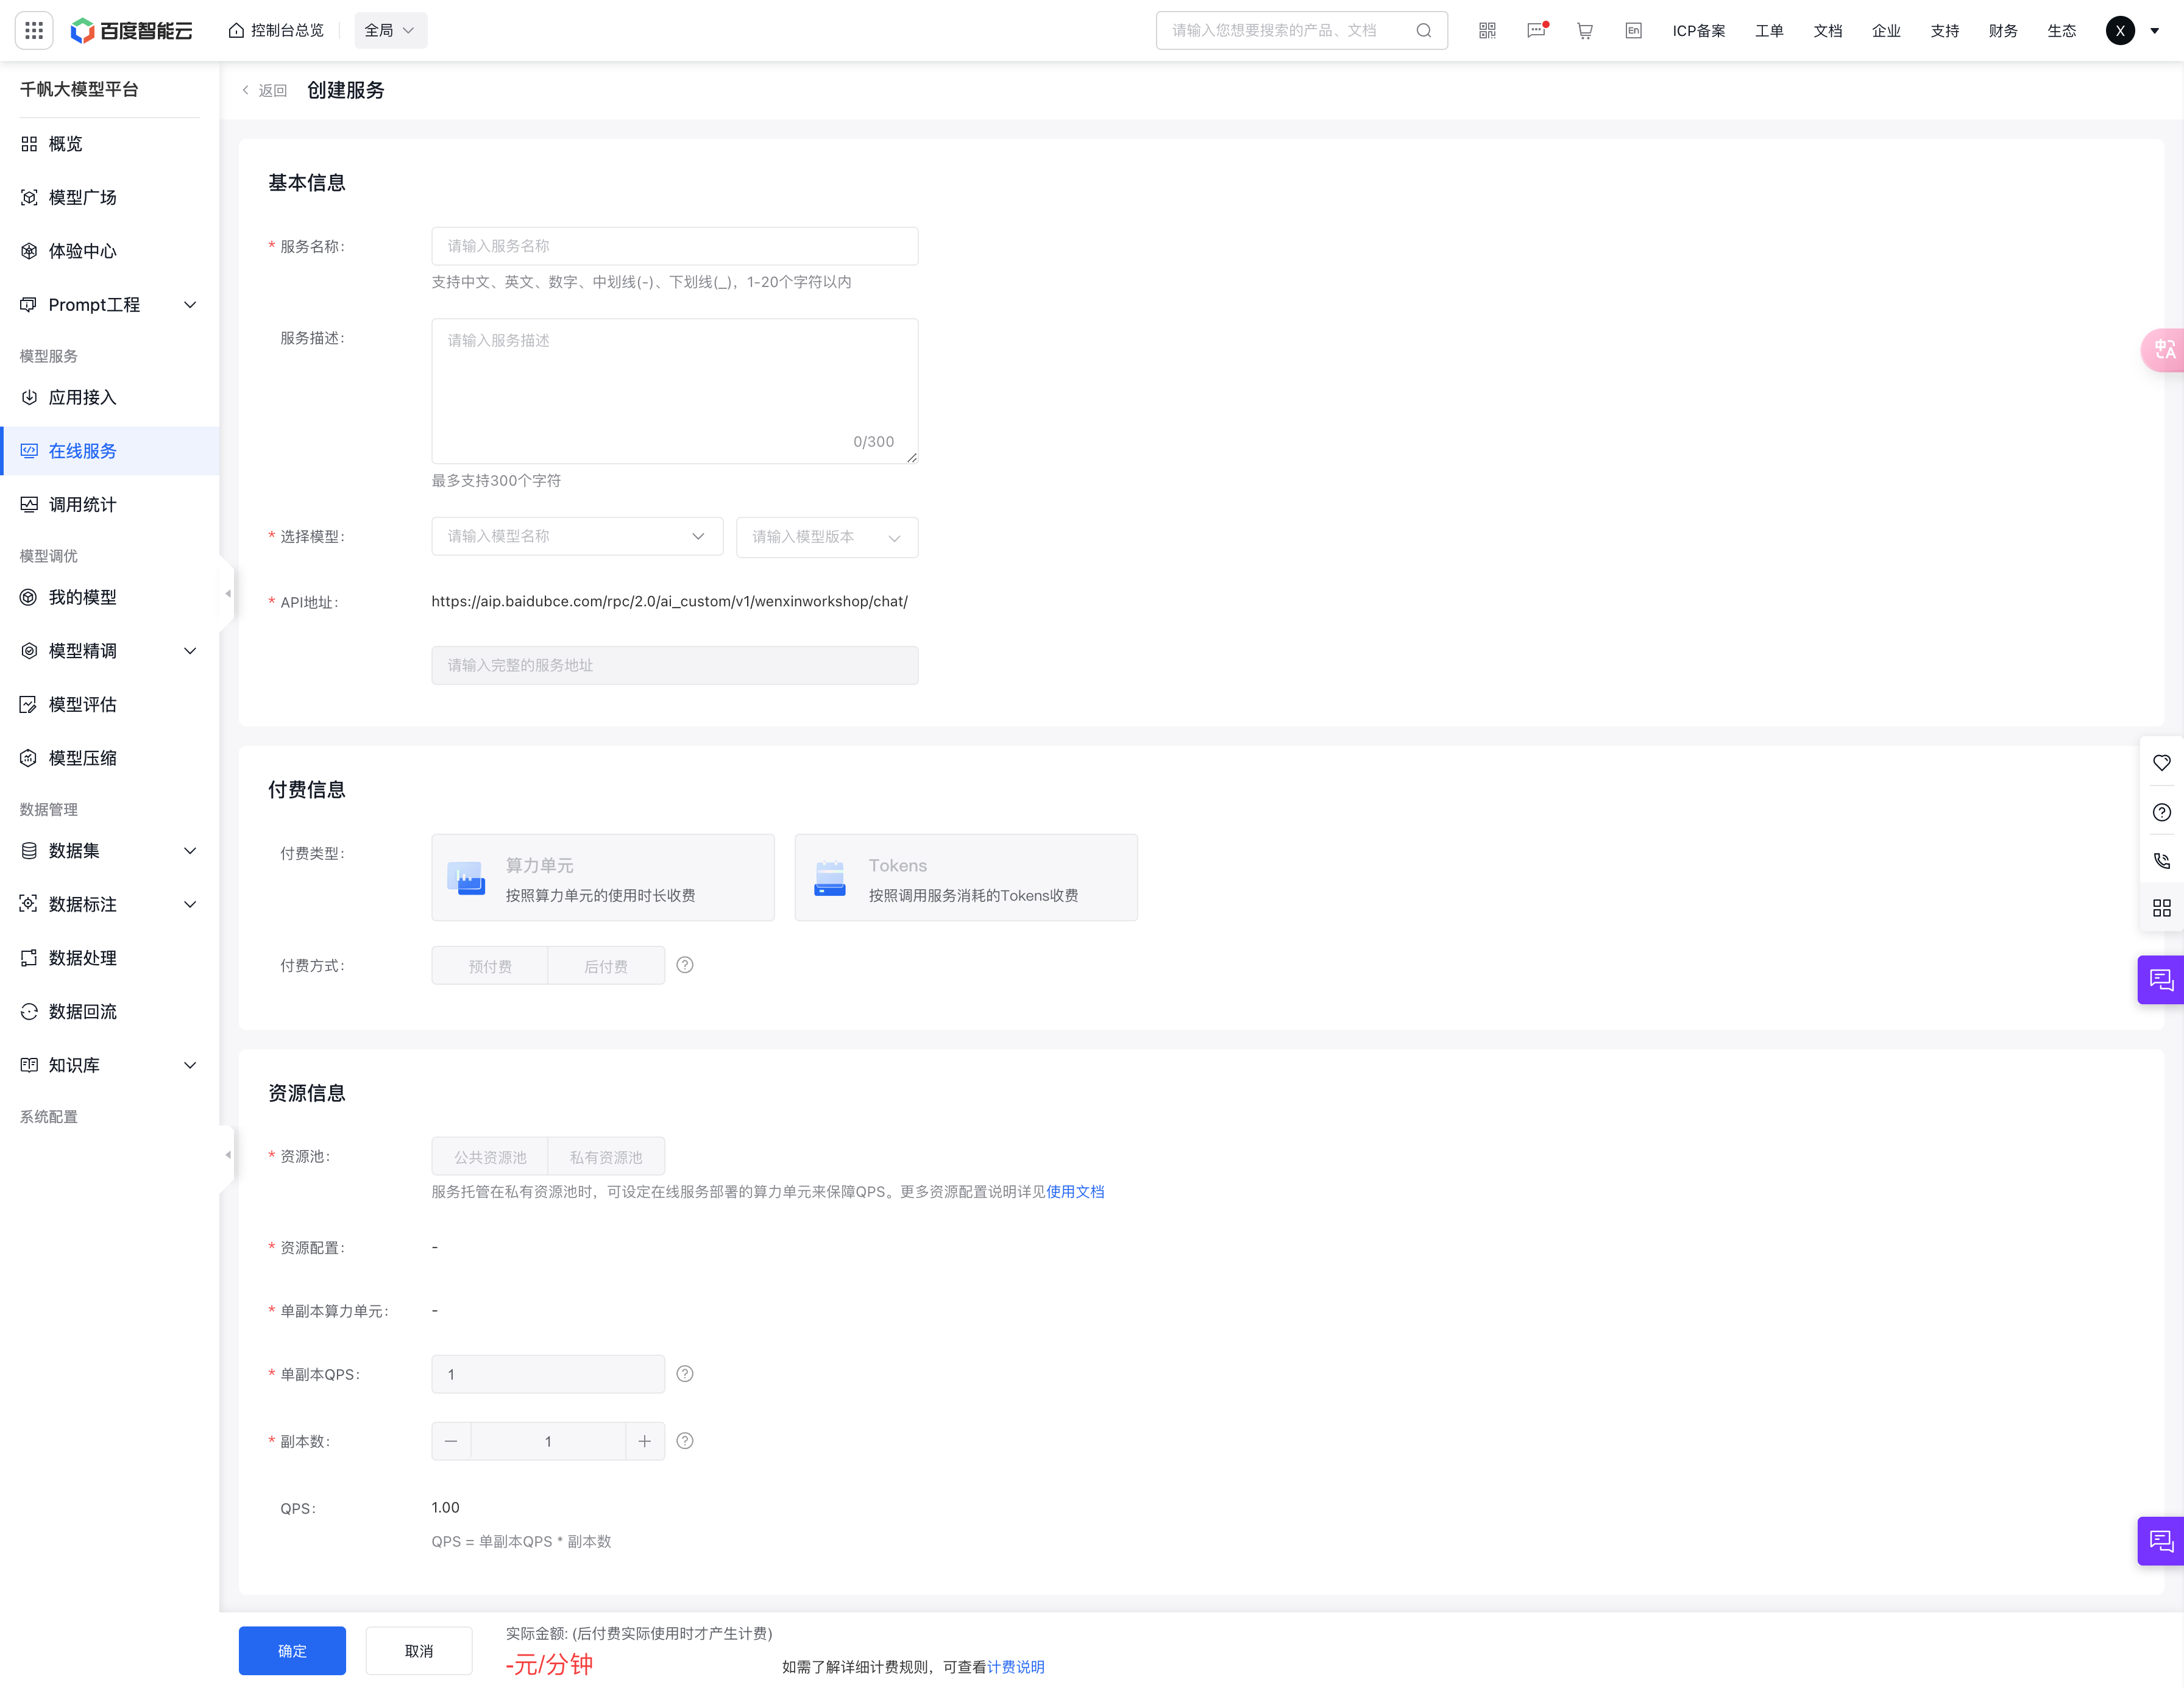 百度智能云
控制台总览
全局
请输入您想要搜索的产品、文档
En
ICP备案
工单
文档
企业
支持
财务
生态
X
千帆大模型平台
概览
模型广场
体验中心
Prompt工程
模型服务
应用接入
在线服务
调用统计
模型调优
我的模型
模型精调
模型评估
模型压缩
数据管理
数据集
数据标注
数据处理
数据回流
知识库
系统配置
返回 创建服务
基本信息
* 服务名称：
请输入服务名称
支持中文、英文、数字、中划线(-)、下划线(_)，1-20个字符以内
服务描述：
请输入服务描述
0/300
最多支持300个字符
* 选择模型：
请输入模型名称
请输入模型版本
* API地址：
https://aip.baidubce.com/rpc/2.0/ai_custom/v1/wenxinworkshop/chat/
请输入完整的服务地址
中A
付费信息
付费类型：
算力单元
按照算力单元的使用时长收费
Tokens
按照调用服务消耗的Tokens收费
付费方式：
预付费
后付费
资源信息
* 资源池：
公共资源池
私有资源池
服务托管在私有资源池时，可设定在线服务部署的算力单元来保障QPS。更多资源配置说明详见使用文档
* 资源配置：
-
* 单副本算力单元：
-
* 单副本QPS：
1
* 副本数：
1
QPS：
1.00
QPS = 单副本QPS * 副本数
确定
取消
实际金额: (后付费实际使用时才产生计费)
-元/分钟
如需了解详细计费规则，可查看计费说明